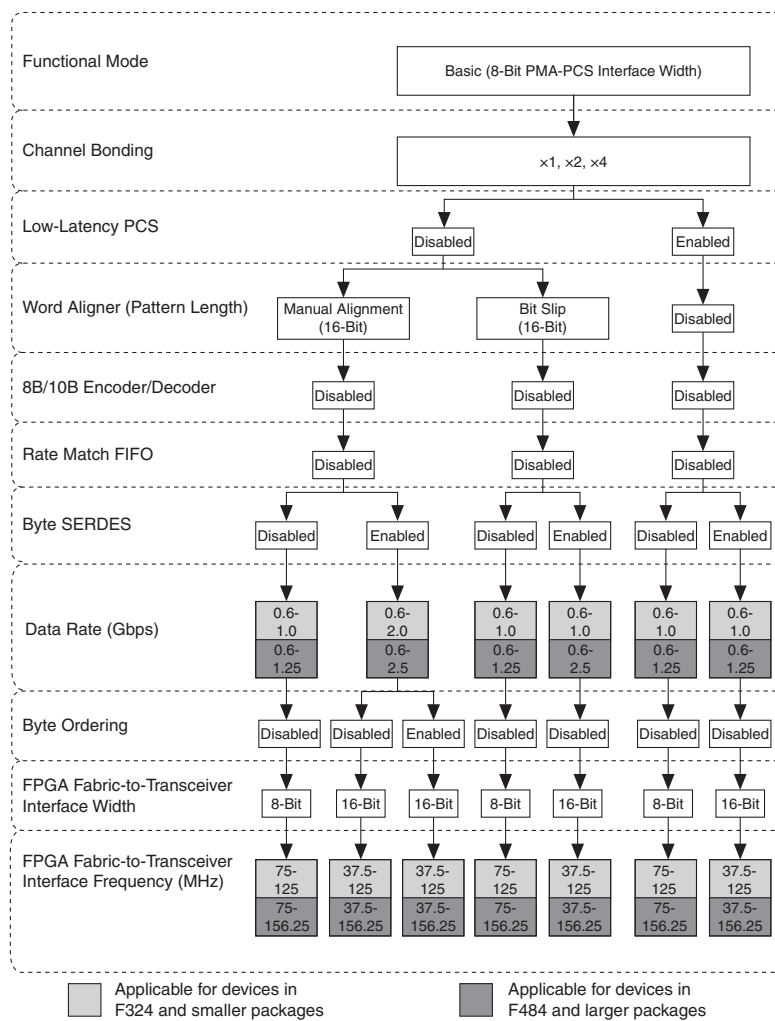 Functional Mode
Basic (8-Bit PMA-PCS Interface Width)
Channel Bonding
×1, ×2, ×4
Low-Latency PCS
Disabled
Enabled
Word Aligner (Pattern Length)
Manual Alignment
(16-Bit)
Bit Slip
(16-Bit)
Disabled
8B/10B Encoder/Decoder
Disabled
Disabled
Disabled
Rate Match FIFO
Disabled
Disabled
Disabled
Byte SERDES
Disabled
Enabled
Disabled
Enabled
Disabled
Enabled
Data Rate (Gbps)
0.6-
1.0
0.6-
1.25
0.6-
2.0
0.6-
2.5
0.6-
1.0
0.6-
1.25
0.6-
1.0
0.6-
2.5
0.6-
1.0
0.6-
1.25
0.6-
1.0
0.6-
1.25
Byte Ordering
Disabled
Disabled
Enabled
Disabled
Disabled
Disabled
Disabled
FPGA Fabric-to-Transceiver
Interface Width
8-Bit
16-Bit
16-Bit
8-Bit
16-Bit
8-Bit
16-Bit
FPGA Fabric-to-Transceiver
Interface Frequency (MHz)
75-
125
75-
156.25
37.5-
125
37.5-
156.25
37.5-
125
37.5-
156.25
75-
125
75-
156.25
37.5-
125
37.5-
156.25
75-
125
75-
156.25
37.5-
125
37.5-
156.25
Applicable for devices in
F324 and smaller packages
Applicable for devices in
F484 and larger packages